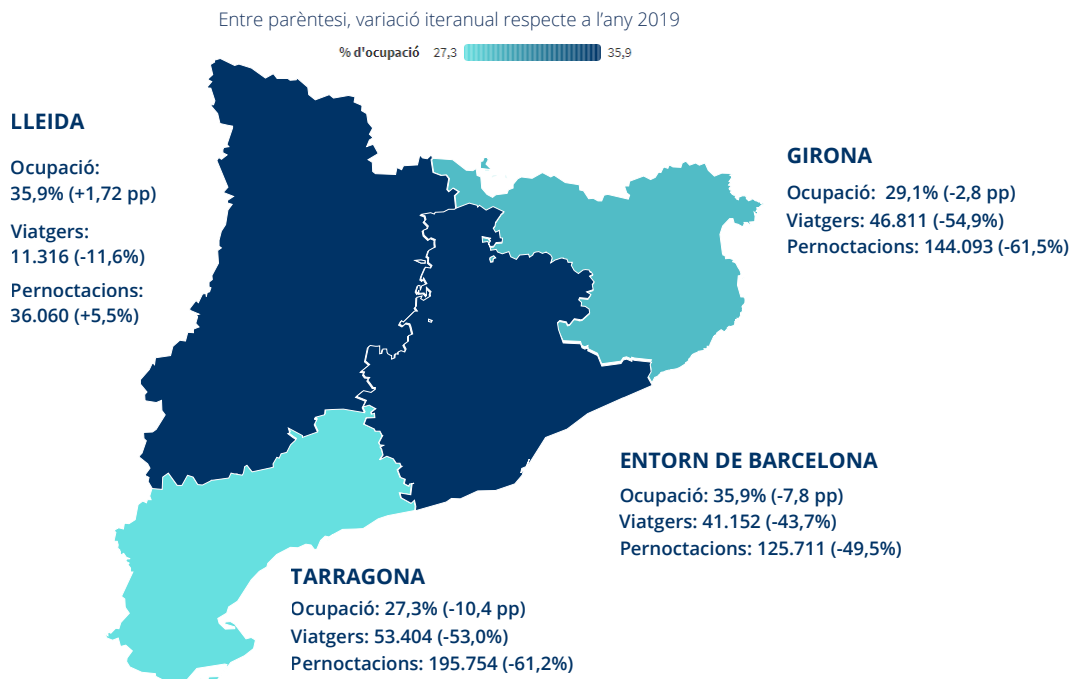 Entre parèntesi, variació iteranual respecte a l’any 2019
% d'ocupació 27,3 35,9
LLEIDA
Ocupació:
35,9% (+1,72 pp)
Viatgers:
11.316 (-11,6%)
Pernoctacions:
36.060 (+5,5%)
GIRONA
Ocupació: 29,1% (-2,8 pp)
Viatgers: 46.811 (-54,9%)
Pernoctacions: 144.093 (-61,5%)
ENTORN DE BARCELONA
Ocupació: 35,9% (-7,8 pp)
Viatgers: 41.152 (-43,7%)
Pernoctacions: 125.711 (-49,5%)
TARRAGONA
Ocupació: 27,3% (-10,4 pp)
Viatgers: 53.404 (-53,0%)
Pernoctacions: 195.754 (-61,2%)